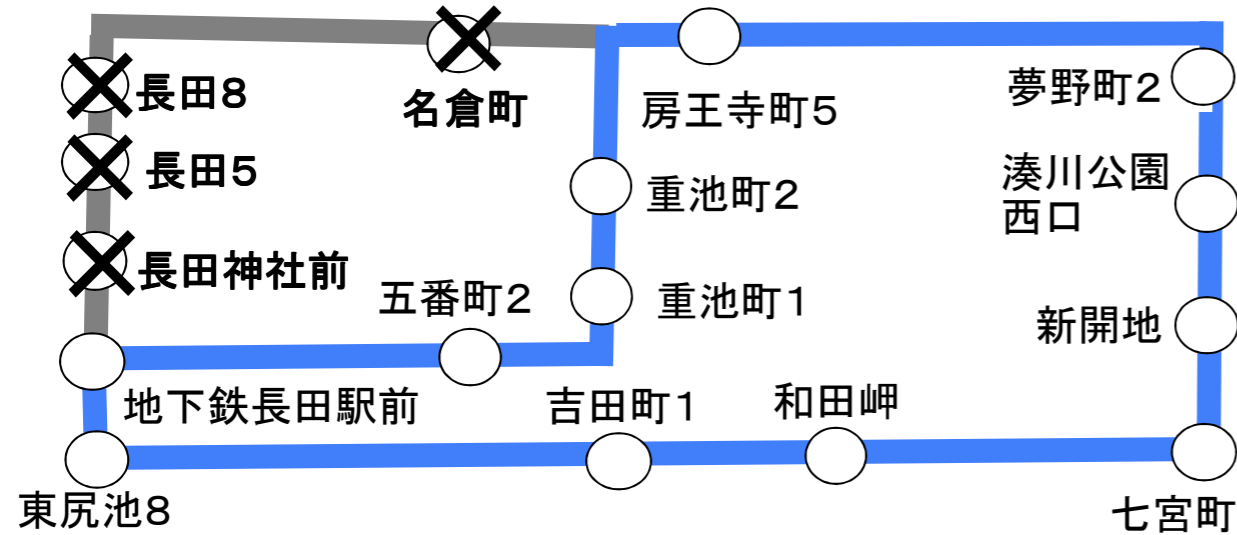 名倉町
房王寺町5
夢野町2
長田8
長田5
重池町2
湊川公園
西口
長田神社前
五番町2
重池町1
新開地
地下鉄長田駅前
吉田町1
和田岬
東尻池8
七宮町